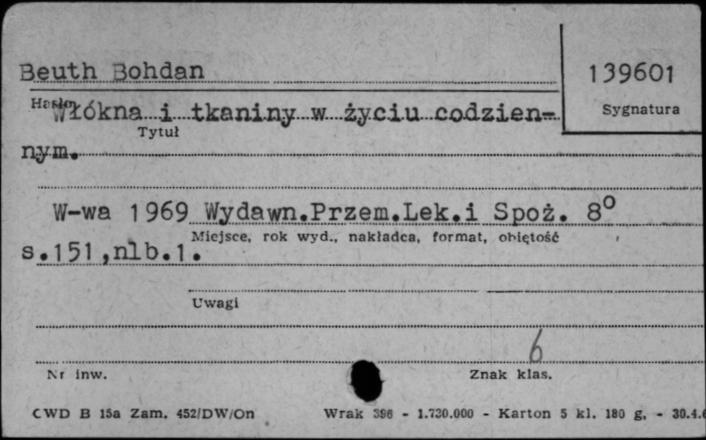 Beuth Bohdan
139601
Hasło
Sygnatura
Włókna i tkaniny w życiu codzien=
Tytuł
nym.
W-wa 1969 Wydawn.Przem.Lek.i Spoż. 8°
Miejsce, rok wyd., nakładca, format, objętość
s.151,nlb.1.
Uwagi
6
Nr inw.
Znak klas.
CWD B 15a Zam. 452/DW/On Wrak 396 - 1.730.000 - Karton 5 kl. 180 g. - 30.4.